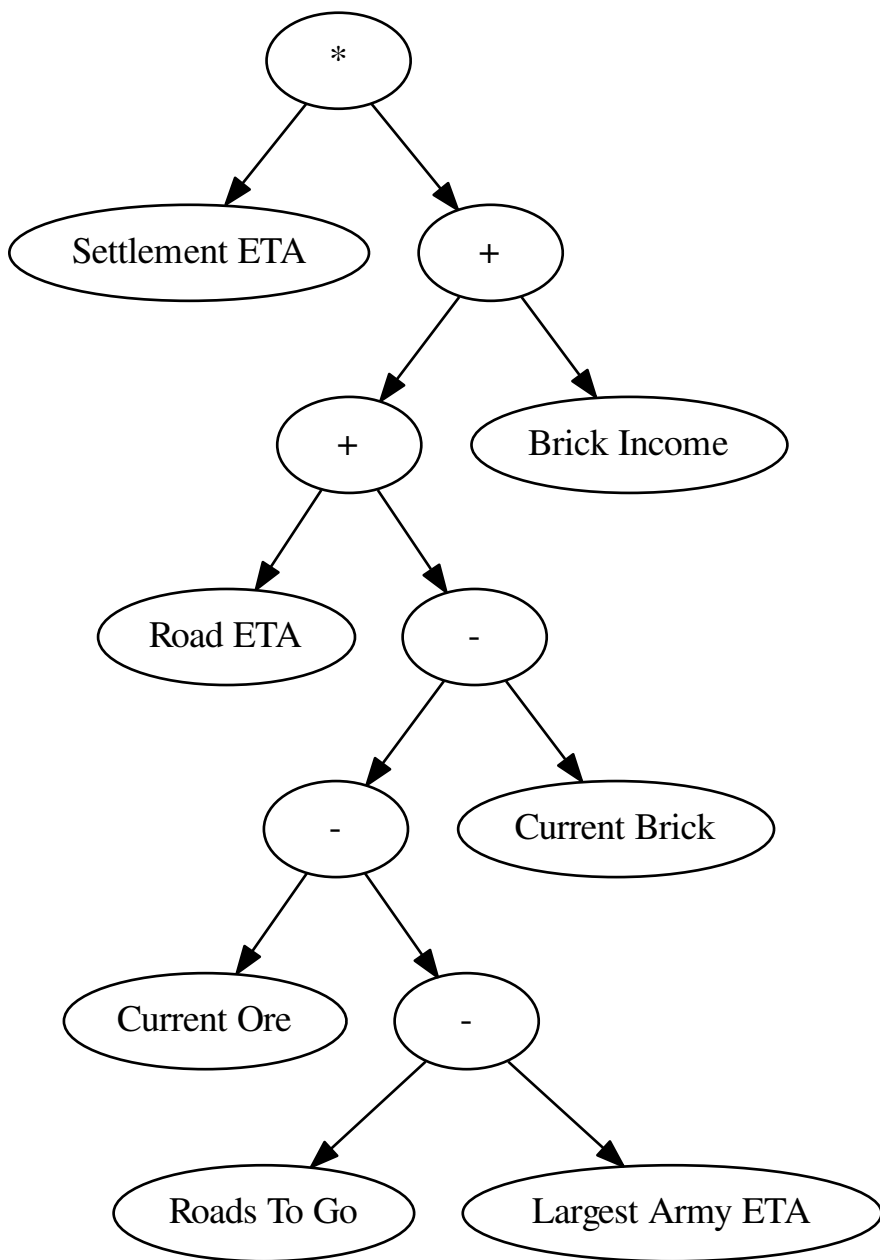 *
Settlement ETA
+
+
Brick Income
Road ETA
-
-
Current Brick
Current Ore
-
Roads To Go
Largest Army ETA